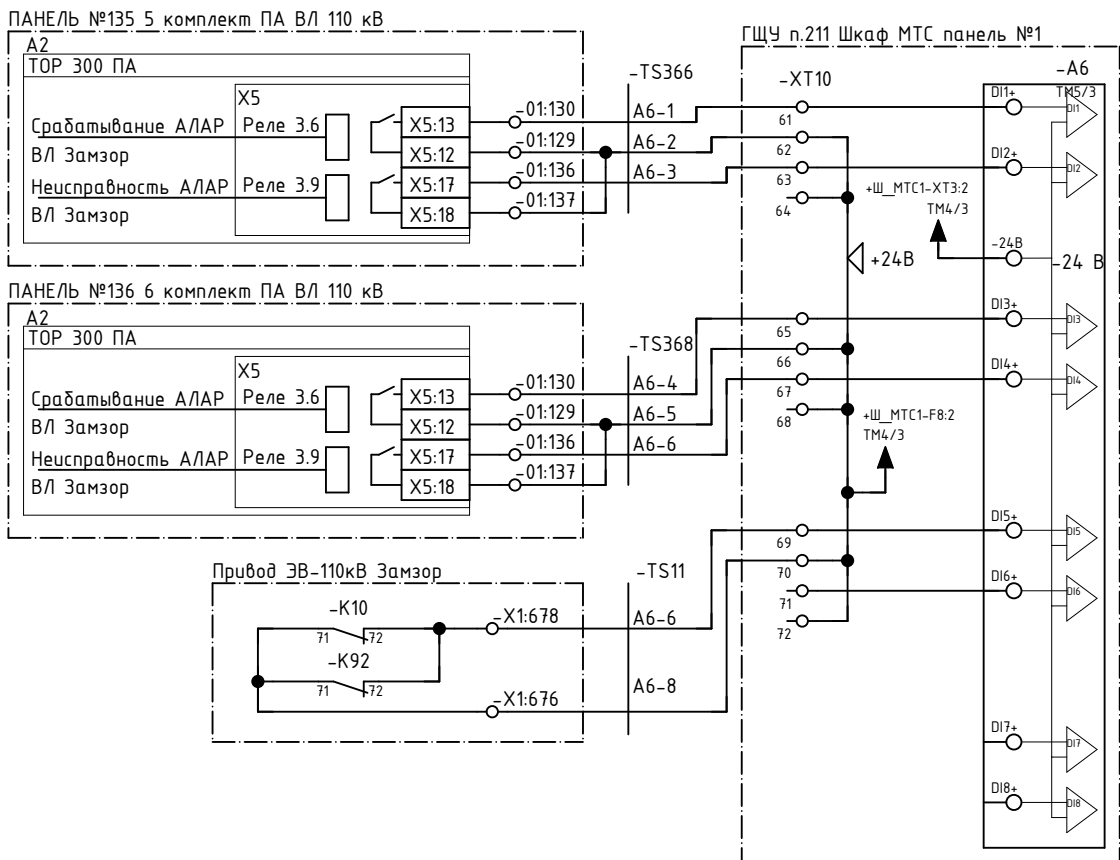 ПАНЕЛЬ №135 5 комплект ПА ВЛ 110 кВ
A2
ТОР 300 ПА
X5
Срабатывание АЛАР
ВЛ Замзор
Реле 3.6
X5:13
X5:12
Неисправность АЛАР
ВЛ Замзор
Реле 3.9
X5:17
X5:18
-01:130
-01:129
-01:136
-01:137
-TS366
A6-1
A6-2
A6-3
ПАНЕЛЬ №136 6 комплект ПА ВЛ 110 кВ
A2
ТОР 300 ПА
X5
Срабатывание АЛАР
ВЛ Замзор
Реле 3.6
X5:13
X5:12
Неисправность АЛАР
ВЛ Замзор
Реле 3.9
X5:17
X5:18
-01:130
-01:129
-01:136
-01:137
-TS368
A6-4
A6-5
A6-6
Привод ЭВ-110кВ Замзор
-K10
71
72
-K92
71
72
-X1:678
-X1:676
-TS11
A6-6
A6-8
ГЩУ п.211 Шкаф МТС панель №1
-XT10
61
62
63
64
+24В
65
66
67
68
69
70
71
72
+Ш_МТС1-XT3:2
TM4/3
+Ш_МТС1-F8:2
TM4/3
-A6
TM5/3
DI1+
DI1
DI2+
DI2
-24В
-24 В
DI3+
DI3
DI4+
DI4
DI5+
DI5
DI6+
DI6
DI7+
DI7
DI8+
DI8